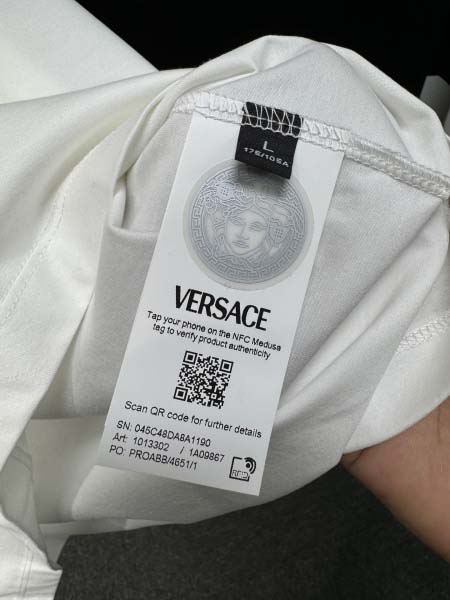 L
175/105A
VERSACE
Tap your phone on the NFC Medusa
tag to verify product authenticity
Scan QR code for further details
SN: 045C48DA8A1190
Art: 1013302 / 1A09867
PO: PROABB/4651/1
RFID